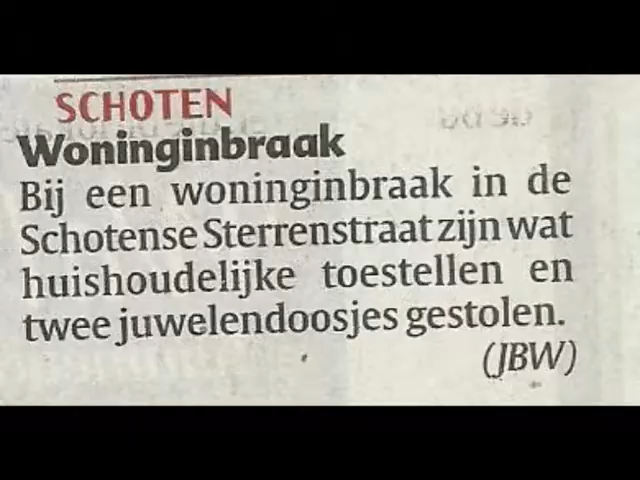 SCHOTEN
Woninginbraak
Bij een woninginbraak in de
Schotense Sterrenstraat zijn wat
huishoudelijke toestellen en
twee juwelendoosjes gestolen.
(JBW)